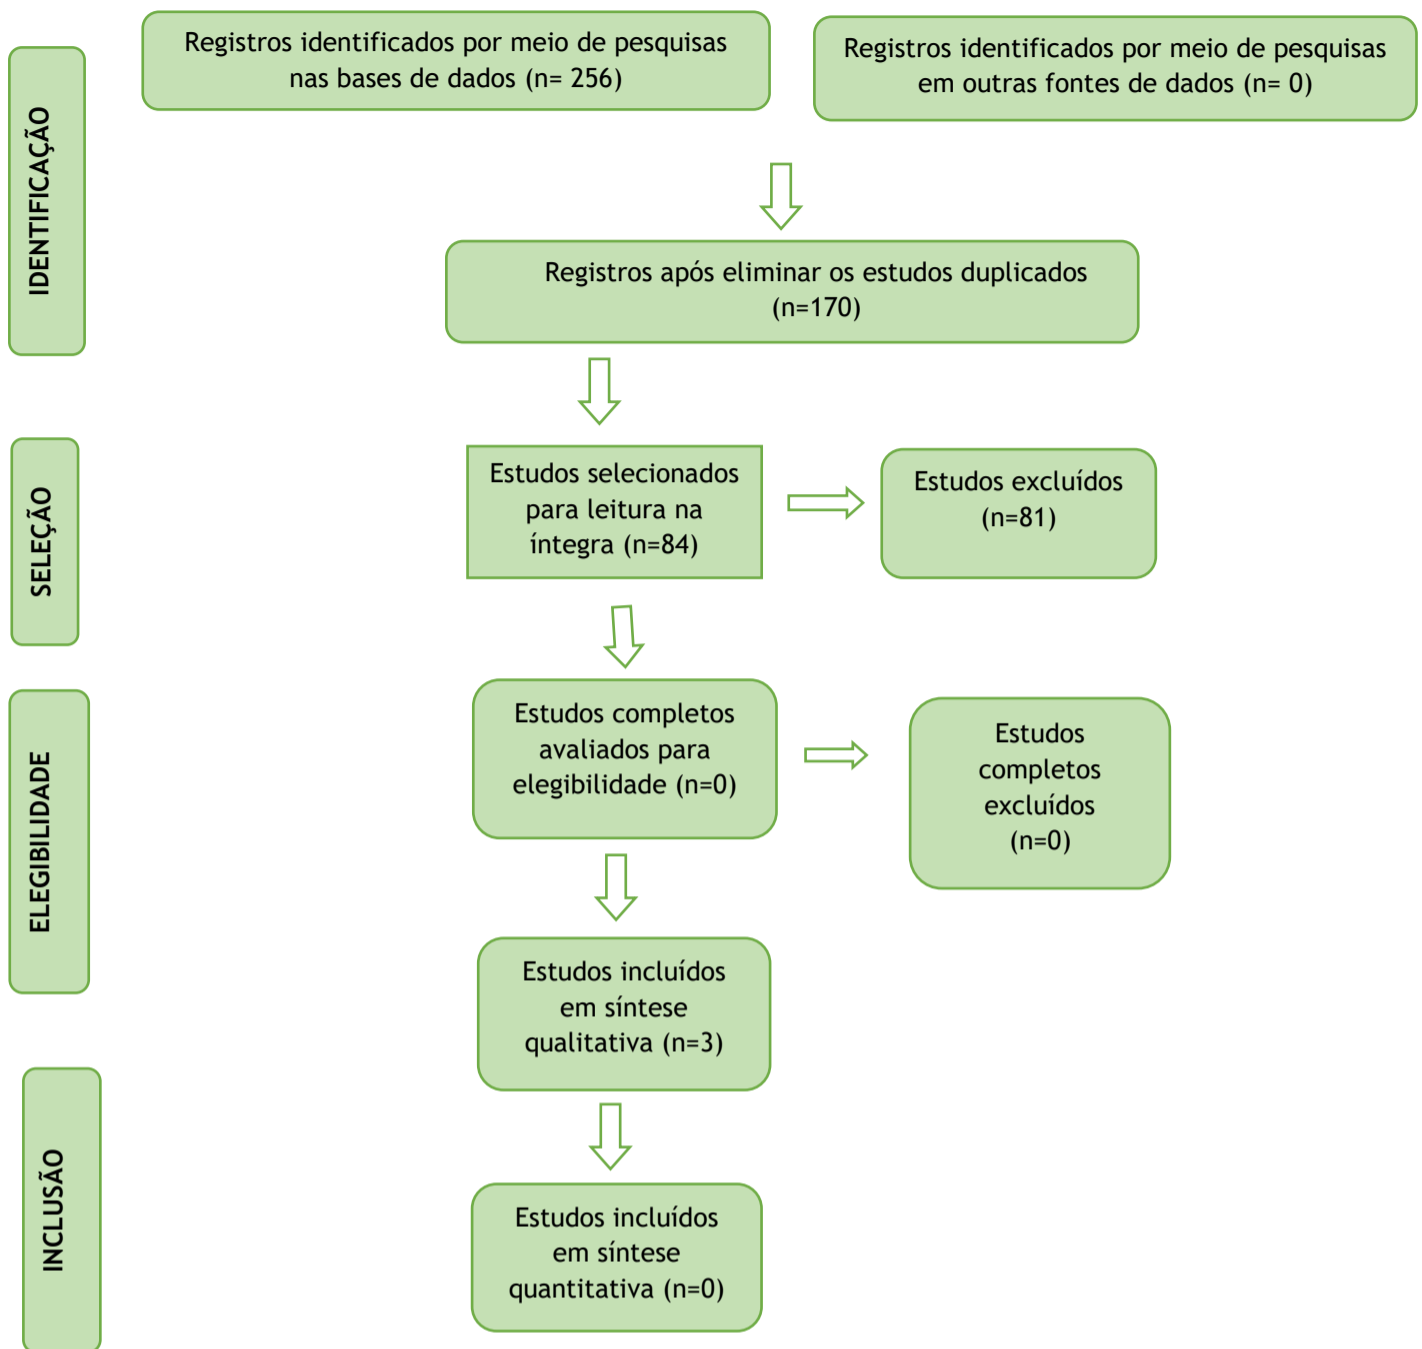 IDENTIFICAÇÃO
Registros identificados por meio de pesquisas
nas bases de dados (n= 256)
Registros identificados por meio de pesquisas
em outras fontes de dados (n= 0)
Registros após eliminar os estudos duplicados
(n=170)
SELEÇÃO
Estudos selecionados
para leitura na
íntegra (n=84)
Estudos excluídos
(n=81)
ELEGIBILIDADE
Estudos completos
avaliados para
elegibilidade (n=0)
Estudos
completos
excluídos
(n=0)
Estudos incluídos
em síntese
qualitativa (n=3)
INCLUSÃO
Estudos incluídos
em síntese
quantitativa (n=0)